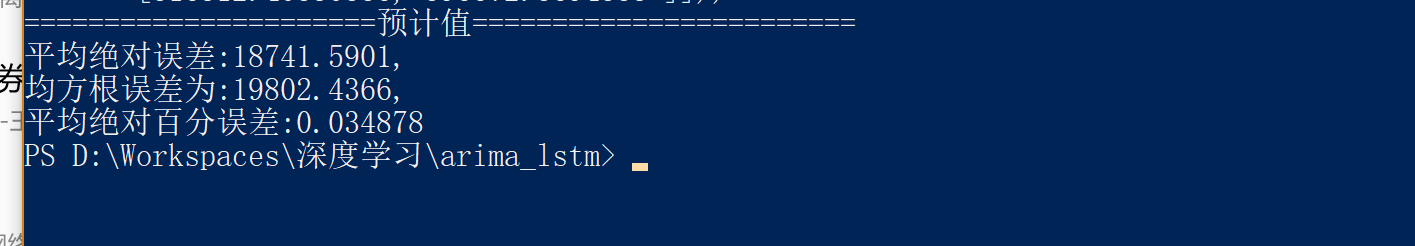 ======================预计值========================
平均绝对误差:18741.5901,
均方根误差为:19802.4366,
平均绝对百分误差:0.034878
PS D:\Workspaces\深度学习\arima_lstm>
券